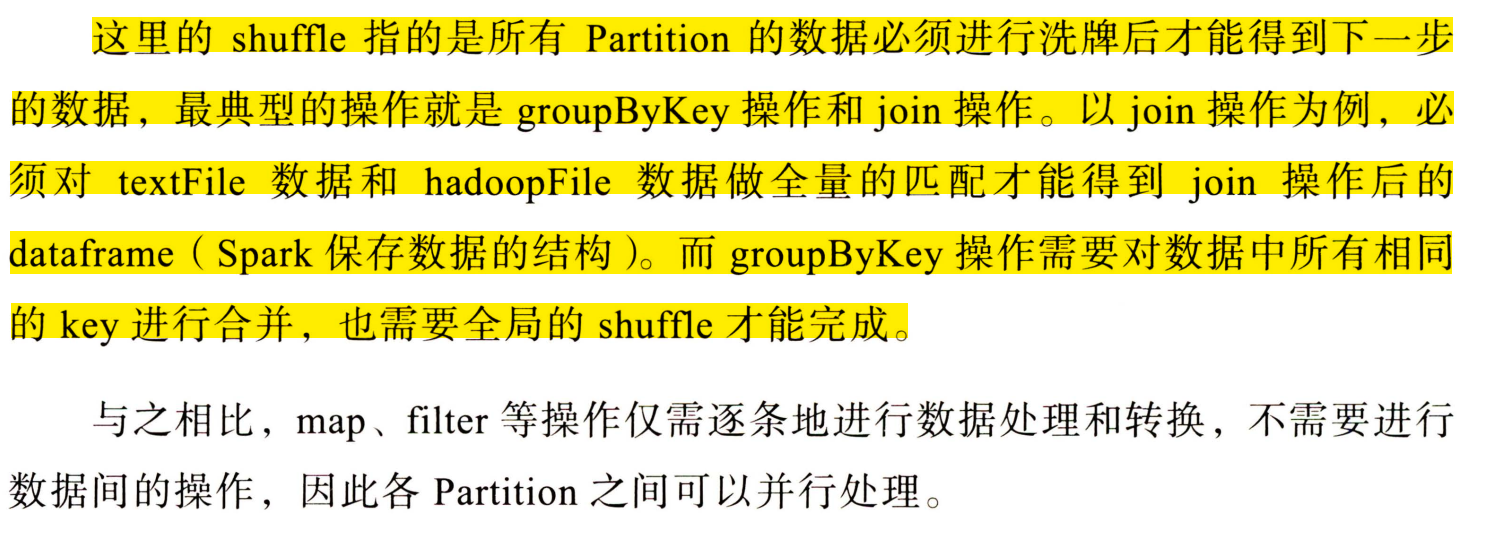 这里的 shuffle 指的是所有 Partition 的数据必须进行洗牌后才能得到下一步
的数据，最典型的操作就是 groupByKey 操作和 join 操作。以 join 操作为例，必
须对 textFile 数据和 hadoopFile 数据做全量的匹配才能得到 join 操作后的
dataframe（Spark 保存数据的结构）。而 groupByKey 操作需要对数据中所有相同
的 key 进行合并，也需要全局的 shuffle 才能完成。
与之相比，map、filter 等操作仅需逐条地进行数据处理和转换，不需要进行
数据间的操作，因此各 Partition 之间可以并行处理。